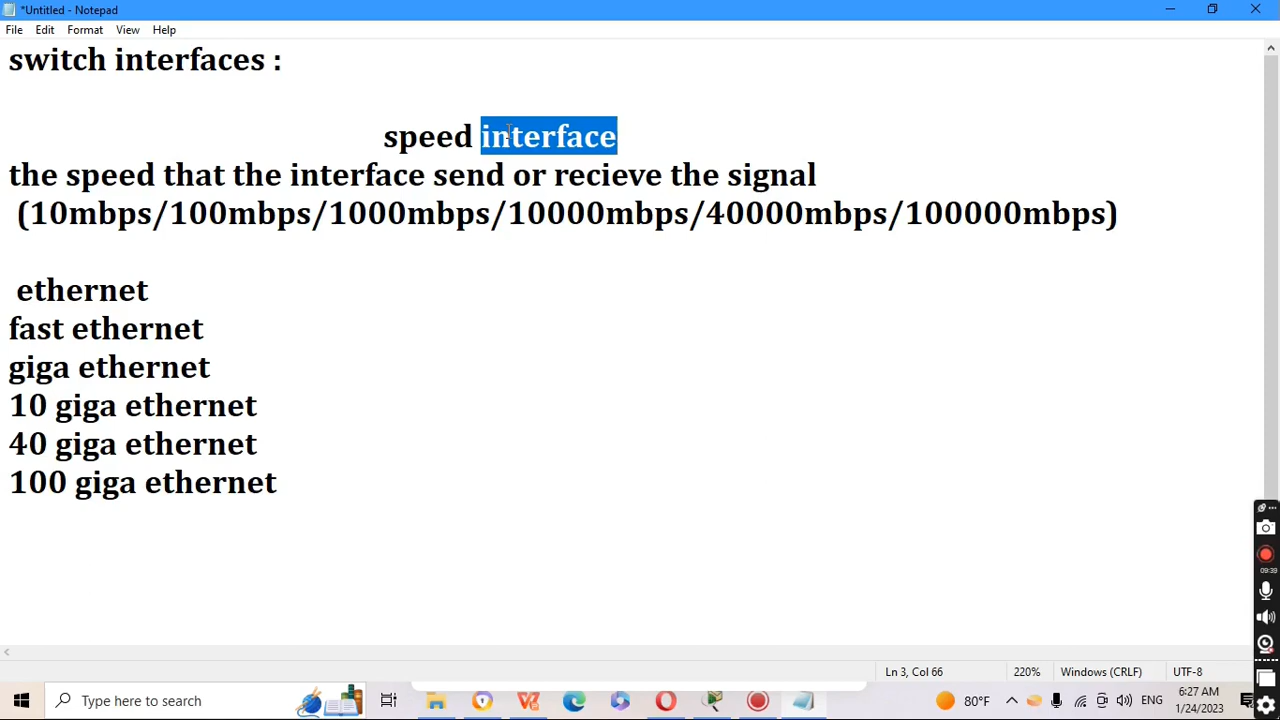 *Untitled - Notepad
File Edit Format View Help
switch interfaces :
speed interface
the speed that the interface send or recieve the signal
(10mbps/100mbps/1000mbps/10000mbps/40000mbps/100000mbps)
ethernet
fast ethernet
giga ethernet
10 giga ethernet
40 giga ethernet
100 giga ethernet
09:39
Ln 3, Col 66 220% Windows (CRLF) UTF-8
Type here to search 80°F ENG 6:27 AM
1/24/2023